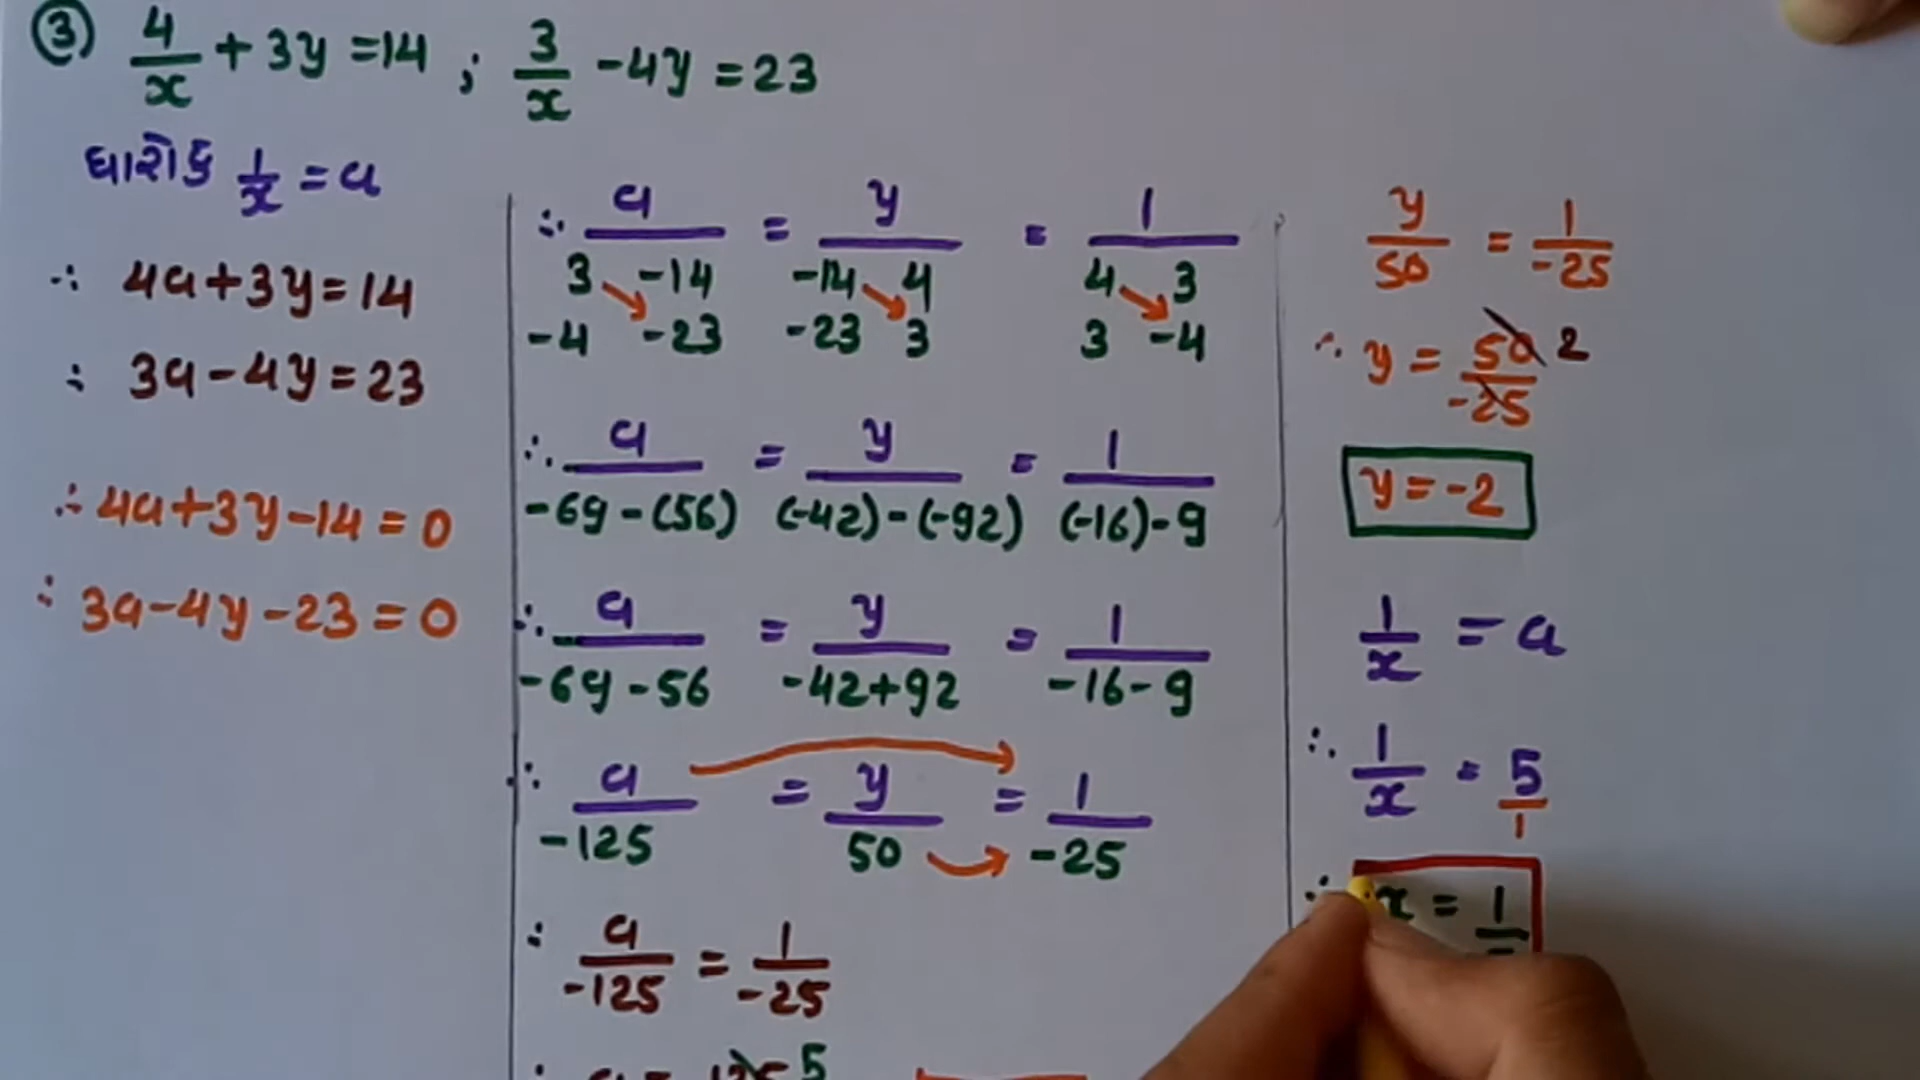 ③ 4/x + 3y = 14 ; 3/x - 4y = 23
ધારોકે 1/x = a
∴ 4a + 3y = 14
∴ 3a - 4y = 23
∴ 4a + 3y - 14 = 0
∴ 3a - 4y - 23 = 0
∴ a = y = 1
3 -14 -14 4 4 3
-4 -23 -23 3 3 -4
∴ a/-69-(56) = y/(-42)-(-92) = 1/(-16)-9
∴ a/-69-56 = y/-42+92 = 1/-16-9
∴ a/-125 = y/50 = 1/-25
∴ a/-125 = 1/-25
y/50 = 1/-25
∴ y = 50/-25 2
y = -2
1/x = a
∴ 1/x = 5/1
∴ x = 1